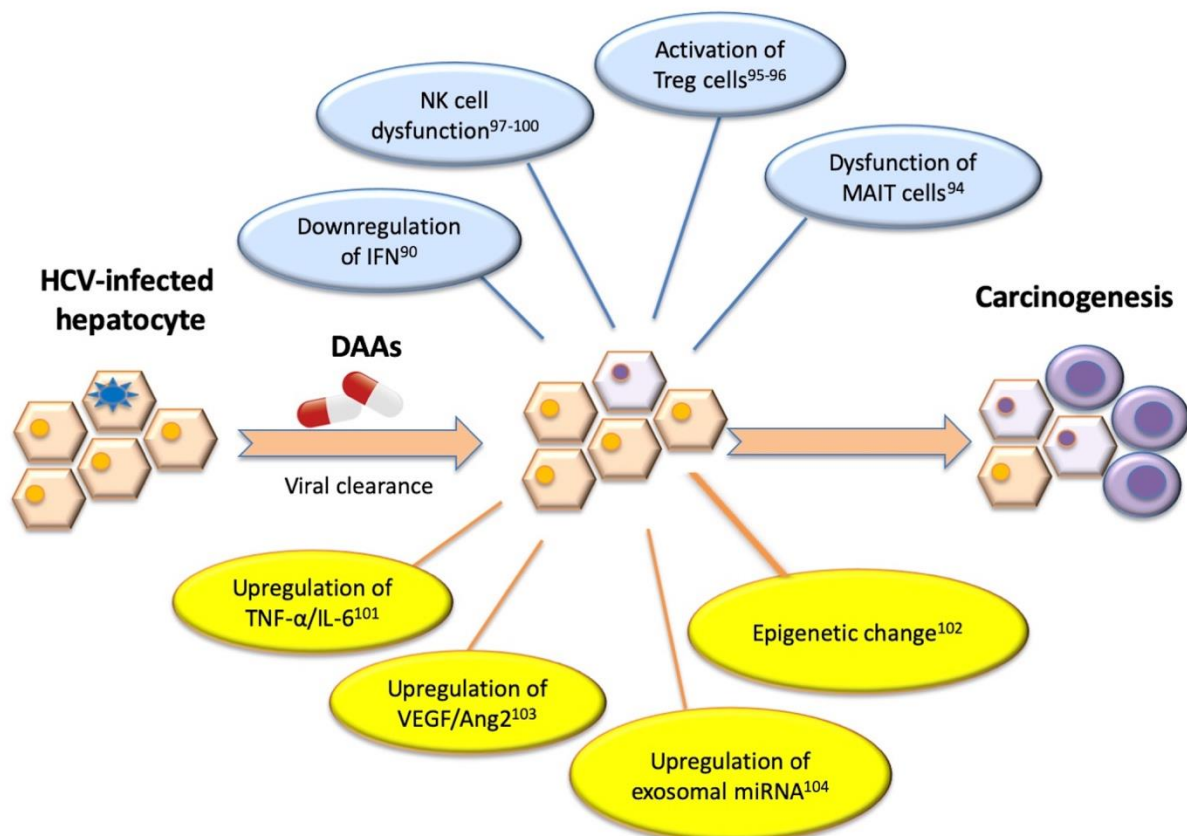 Activation of
Treg cells95-96
NK cell
dysfunction97-100
Dysfunction of
MAIT cells94
Downregulation
of IFN90
HCV-infected
hepatocyte
DAAs
Viral clearance
Carcinogenesis
Upregulation of
TNF-α/IL-6101
Epigenetic change102
Upregulation of
VEGF/Ang2103
Upregulation of
exosomal miRNA104